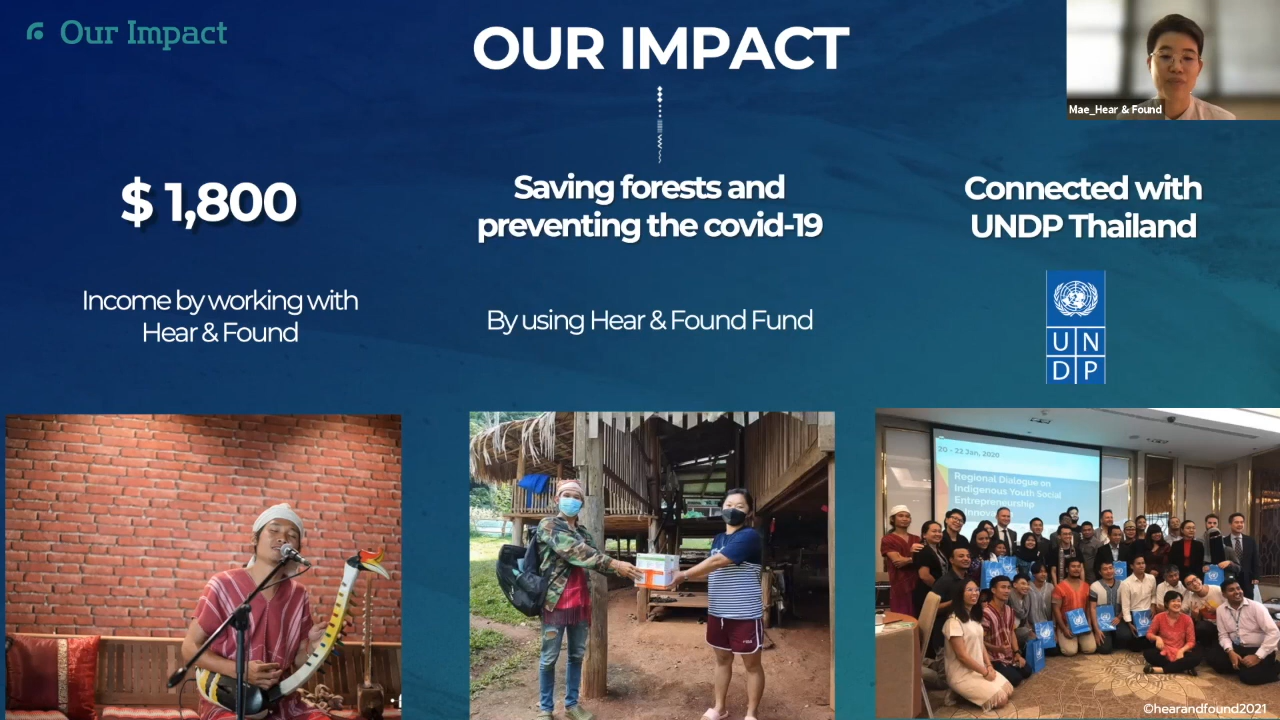 Our Impact
OUR IMPACT
Mae_Hear & Found
$ 1,800
Income by working with
Hear & Found
Saving forests and
preventing the covid-19
By using Hear & Found Fund
Connected with
UNDP Thailand
U N
D P
20 - 22 Jan, 2020
Regional Dialogue on
Indigenous Youth Social
Entrepreneurship
©hearandfound2021